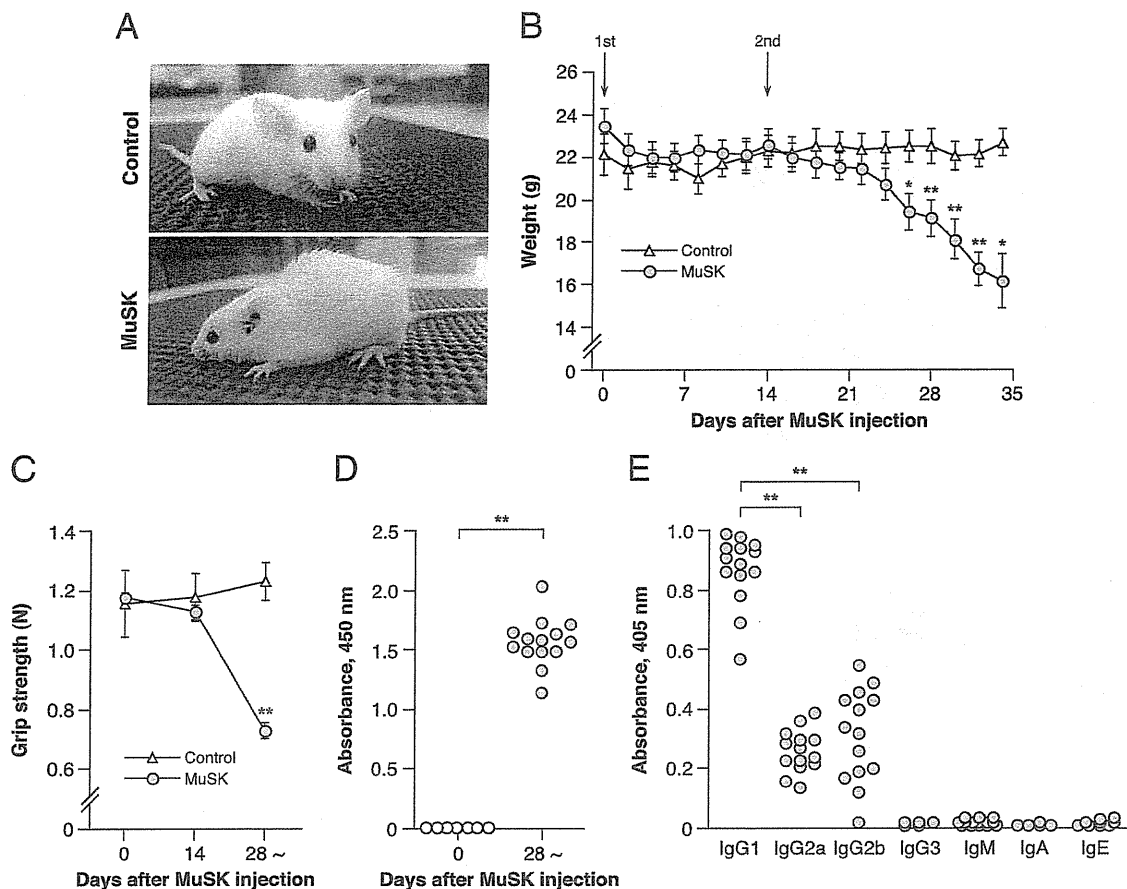 A
Control
MuSK
B
1st
2nd
26
24
22
20
18
16
14
0
Weight (g)
Control
MuSK
*
**
**
**
*
0
7
14
21
28
35
Days after MuSK injection
C
1.4
1.2
1.0
0.8
0.6
0
Grip strength (N)
**
Control
MuSK
0
14
28 ~
Days after MuSK injection
D
**
2.5
2.0
1.5
1.0
0.5
0
Absorbance, 450 nm
0
28 ~
Days after MuSK injection
E
**
**
1.0
0.8
0.6
0.4
0.2
0
Absorbance, 405 nm
IgG1
IgG2a
IgG2b
IgG3
IgM
IgA
IgE